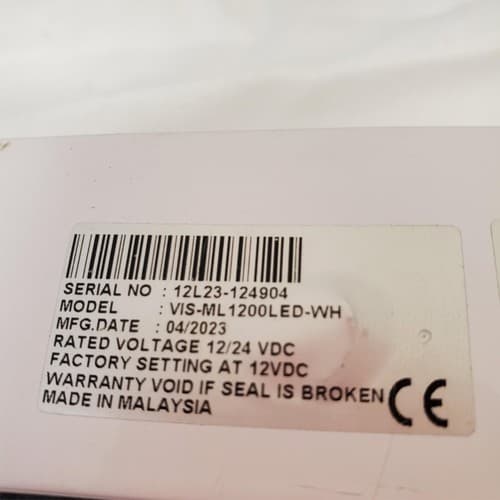 SERIAL NO : 12L23-124904
MODEL : VIS-ML1200LED-WH
MFG.DATE : 04/2023
RATED VOLTAGE 12/24 VDC
FACTORY SETTING AT 12VDC
WARRANTY VOID IF SEAL IS BROKEN
MADE IN MALAYSIA
CE